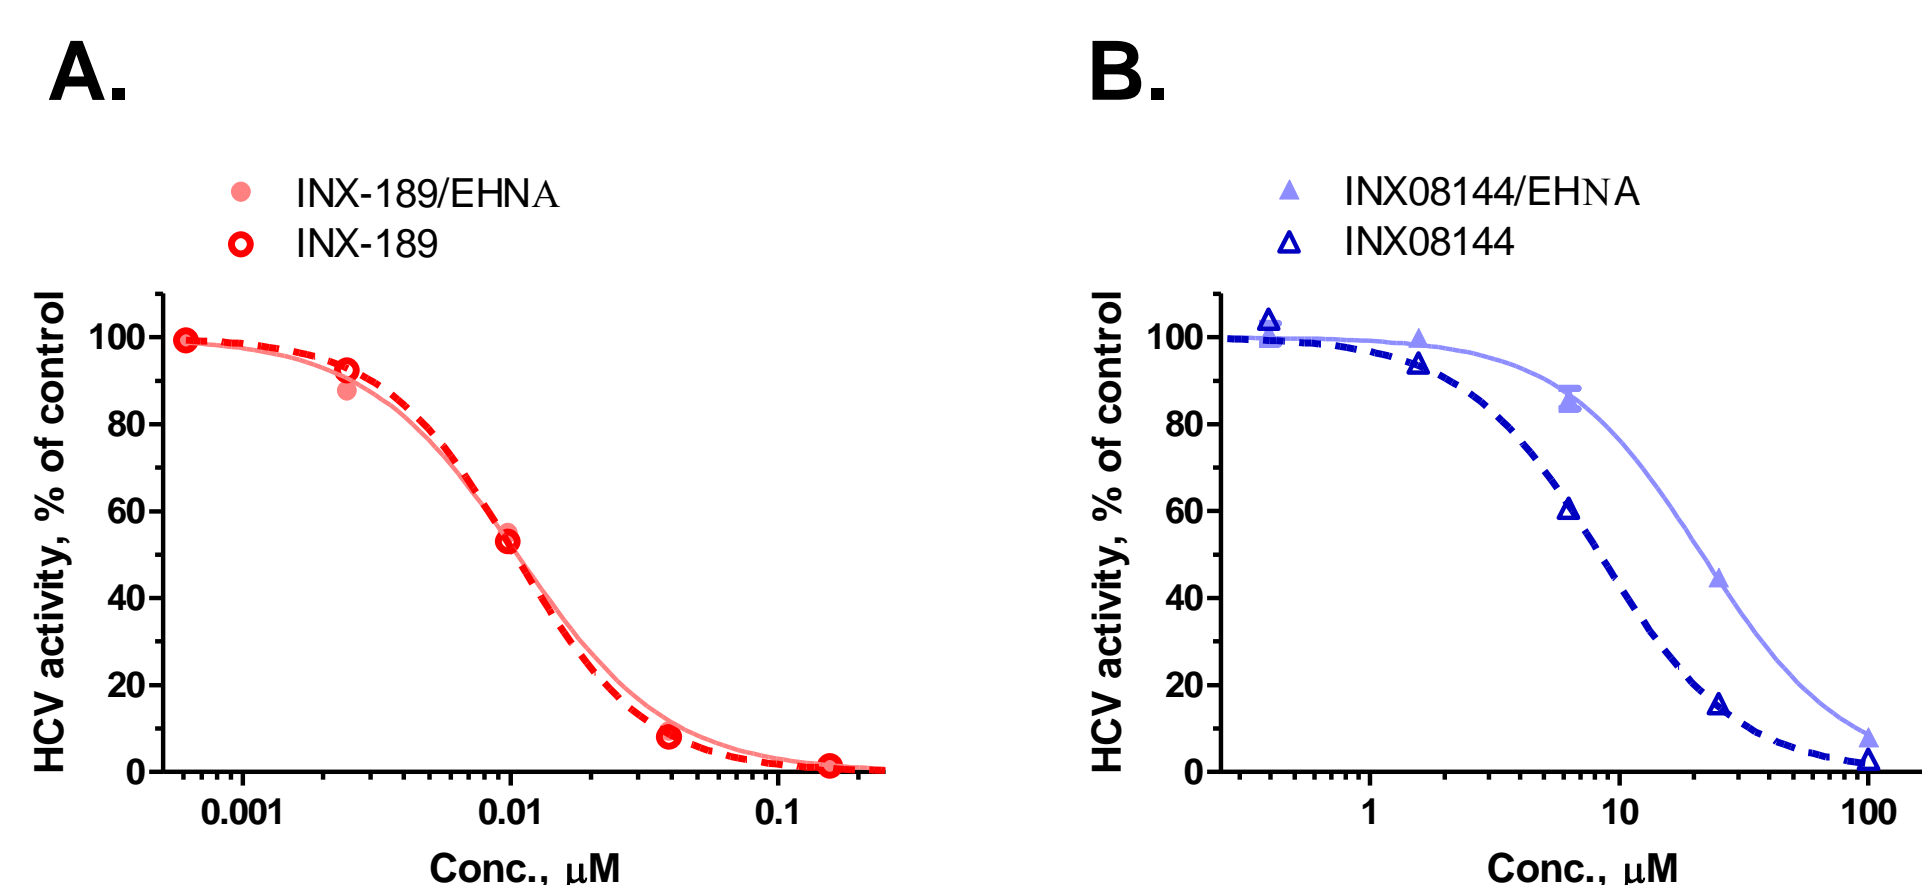 A.
INX-189/EHNA
INX-189
HCV activity, % of control
100
80
60
40
20
0
0.001 0.01 0.1
Conc., μM
B.
INX08144/EHNA
INX08144
HCV activity, % of control
100
80
60
40
20
0
1 10 100
Conc., μM